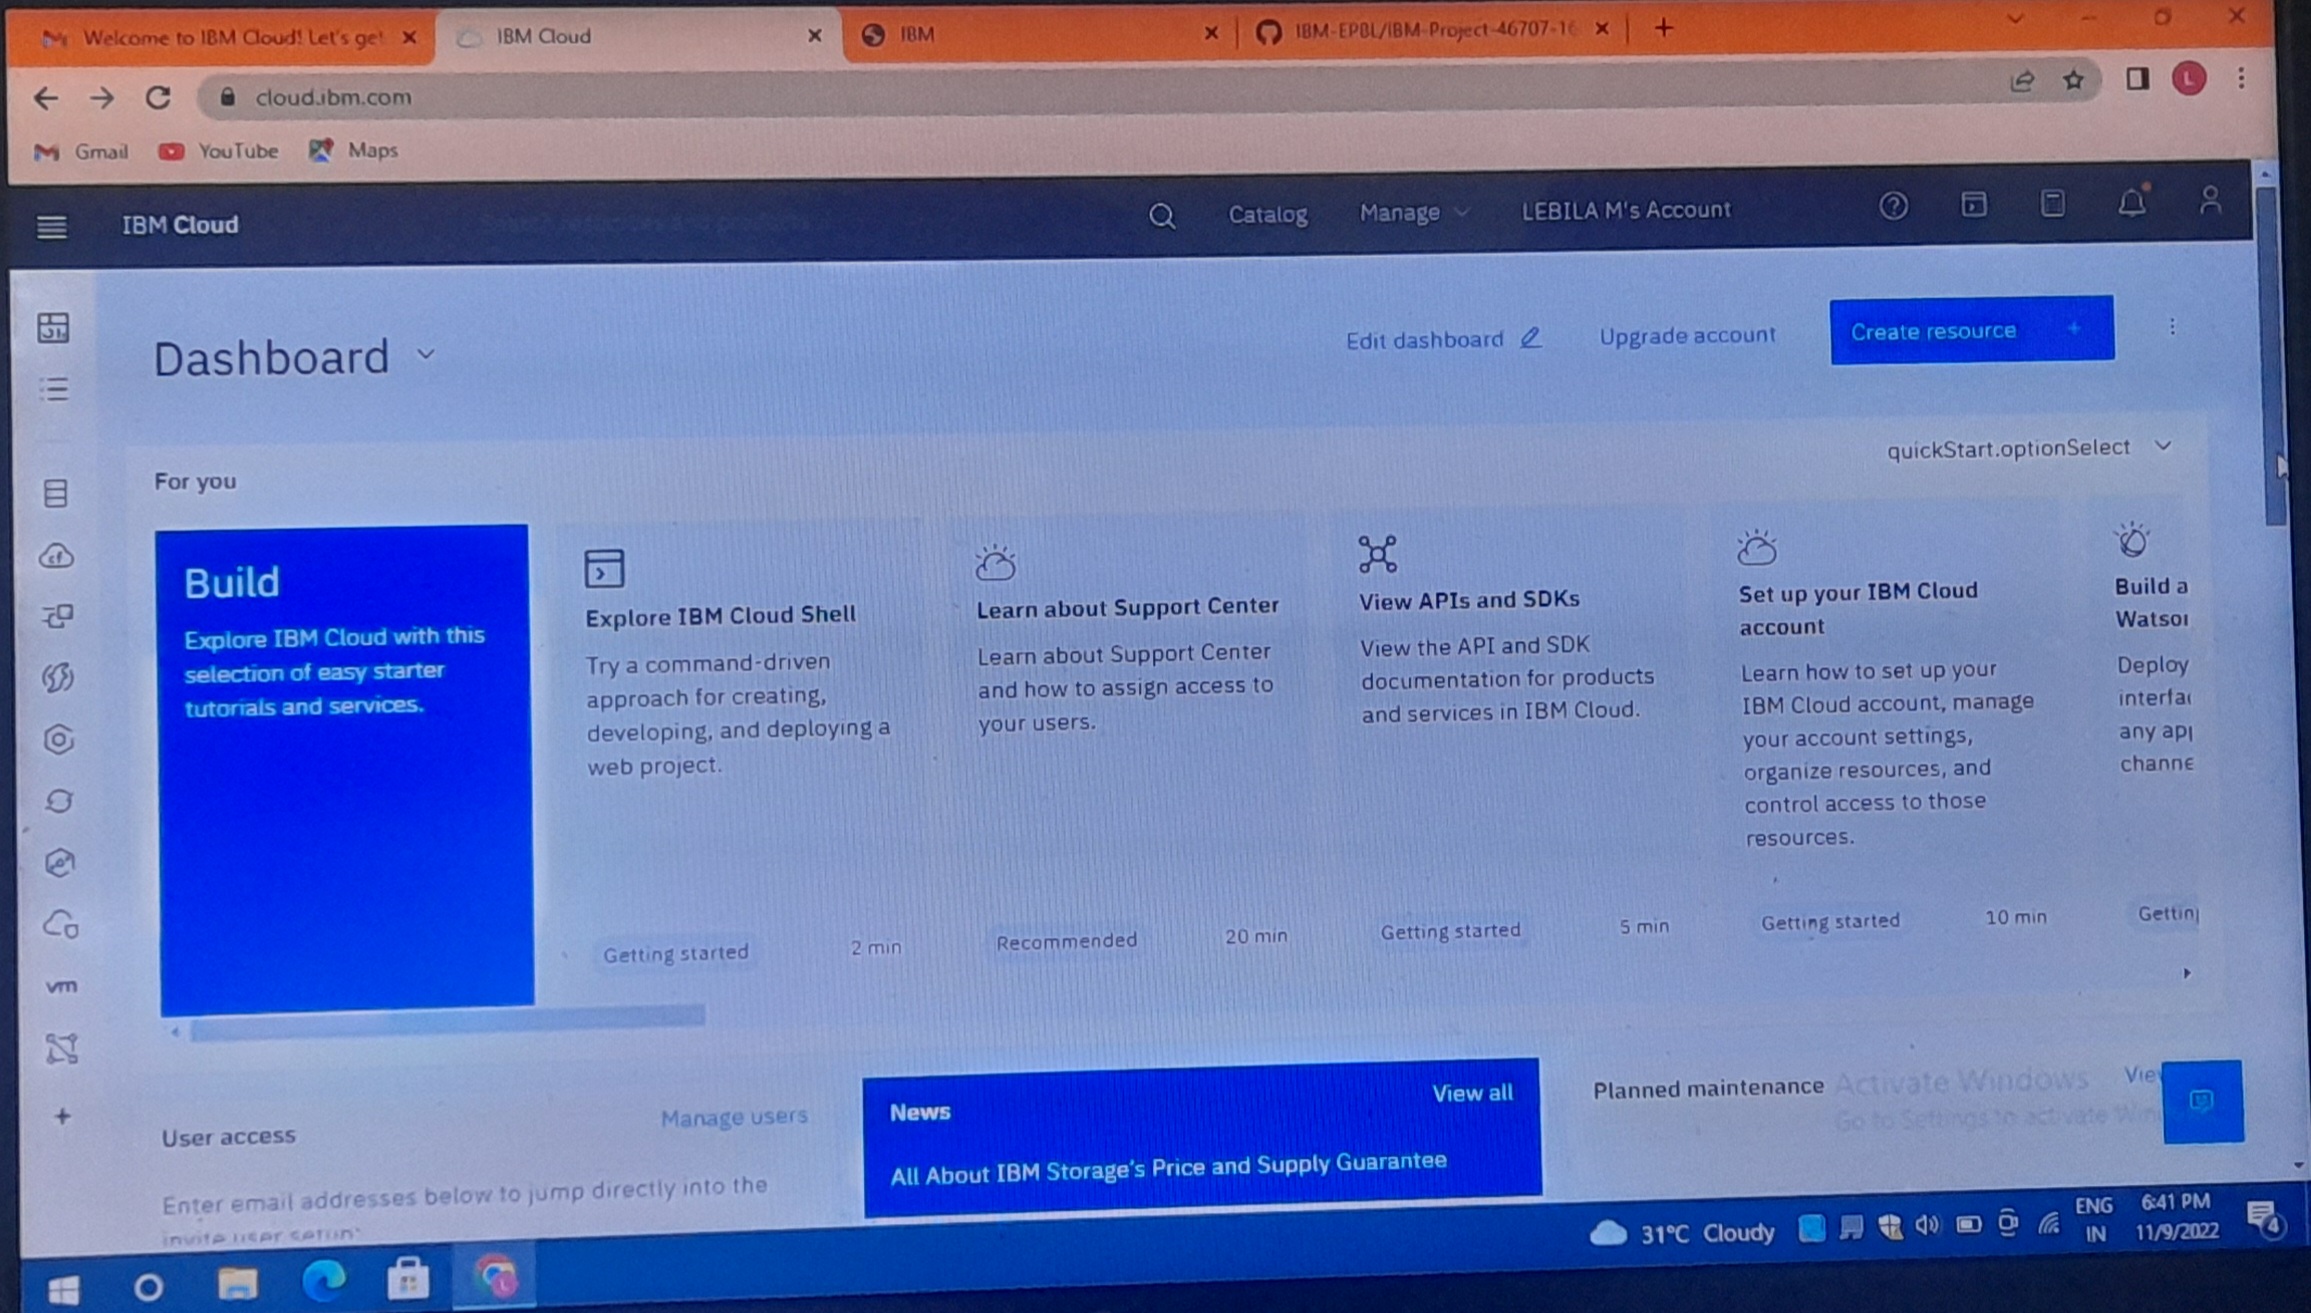 Welcome to IBM Cloud! Let's get
IBM Cloud
IBM
IBM-EPBL/IBM-Project-46707-16
cloud.ibm.com
L
Gmail
YouTube
Maps
IBM Cloud
Catalog
Manage
LEBILA M's Account
Dashboard
Edit dashboard
Upgrade account
Create resource +
For you
quickStart.optionSelect
Build
Explore IBM Cloud with this
selection of easy starter
tutorials and services.
Explore IBM Cloud Shell
Try a command-driven
approach for creating,
developing, and deploying a
web project.
Getting started
2 min
Learn about Support Center
Learn about Support Center
and how to assign access to
your users.
Recommended
20 min
View APIs and SDKs
View the API and SDK
documentation for products
and services in IBM Cloud.
Getting started
5 min
Set up your IBM Cloud
account
Learn how to set up your
IBM Cloud account, manage
your account settings,
organize resources, and
control access to those
resources.
Getting started
10 min
Build a
Watson
Deploy
interfac
any app
channe
Getting
vm
User access
Manage users
Enter email addresses below to jump directly into the
invite user setup
News
View all
All About IBM Storage's Price and Supply Guarantee
Planned maintenance
View
Activate Windows
Go to Settings to activate Win
31°C Cloudy
ENG
IN
6:41 PM
11/9/2022
4